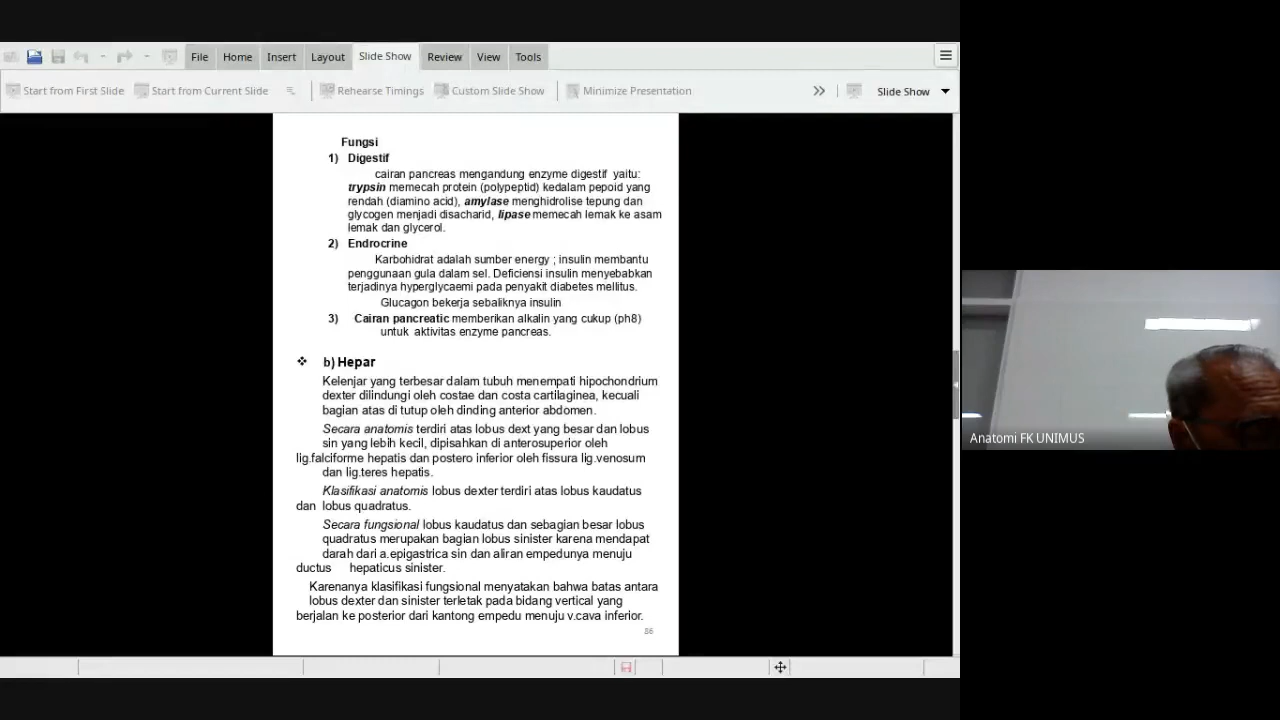 File Home Insert Layout Slide Show Review View Tools
Start from First Slide Start from Current Slide Rehearse Timings Custom Slide Show Minimize Presentation Slide Show
Fungsi
1) Digestif
cairan pancreas mengandung enzyme digestif yaitu:
trypsin memecah protein (polypeptid) kedalam pepoid yang
rendah (diamino acid), amylase menghidrolise tepung dan
glycogen menjadi disacharid, lipase memecah lemak ke asam
lemak dan glycerol.
2) Endrocrine
Karbohidrat adalah sumber energy ; insulin membantu
penggunaan gula dalam sel. Deficiensi insulin menyebabkan
terjadinya hyperglycaemi pada penyakit diabetes mellitus.
Glucagon bekerja sebaliknya insulin
3) Cairan pancreatic memberikan alkalin yang cukup (ph8)
untuk aktivitas enzyme pancreas.
❖ b) Hepar
Kelenjar yang terbesar dalam tubuh menempati hipochondrium
dexter dilindungi oleh costae dan costa cartilaginea, kecuali
bagian atas di tutup oleh dinding anterior abdomen.
Secara anatomis terdiri atas lobus dext yang besar dan lobus
sin yang lebih kecil, dipisahkan di anterosuperior oleh
lig.falciforme hepatis dan postero inferior oleh fissura lig.venosum
dan lig.teres hepatis.
Klasifikasi anatomis lobus dexter terdiri atas lobus kaudatus
dan lobus quadratus.
Secara fungsional lobus kaudatus dan sebagian besar lobus
quadratus merupakan bagian lobus sinister karena mendapat
darah dari a.epigastrica sin dan aliran empedunya menuju
ductus hepaticus sinister.
Karenanya klasifikasi fungsional menyatakan bahwa batas antara
lobus dexter dan sinister terletak pada bidang vertical yang
berjalan ke posterior dari kantong empedu menuju v.cava inferior.
86
Anatomi FK UNIMUS